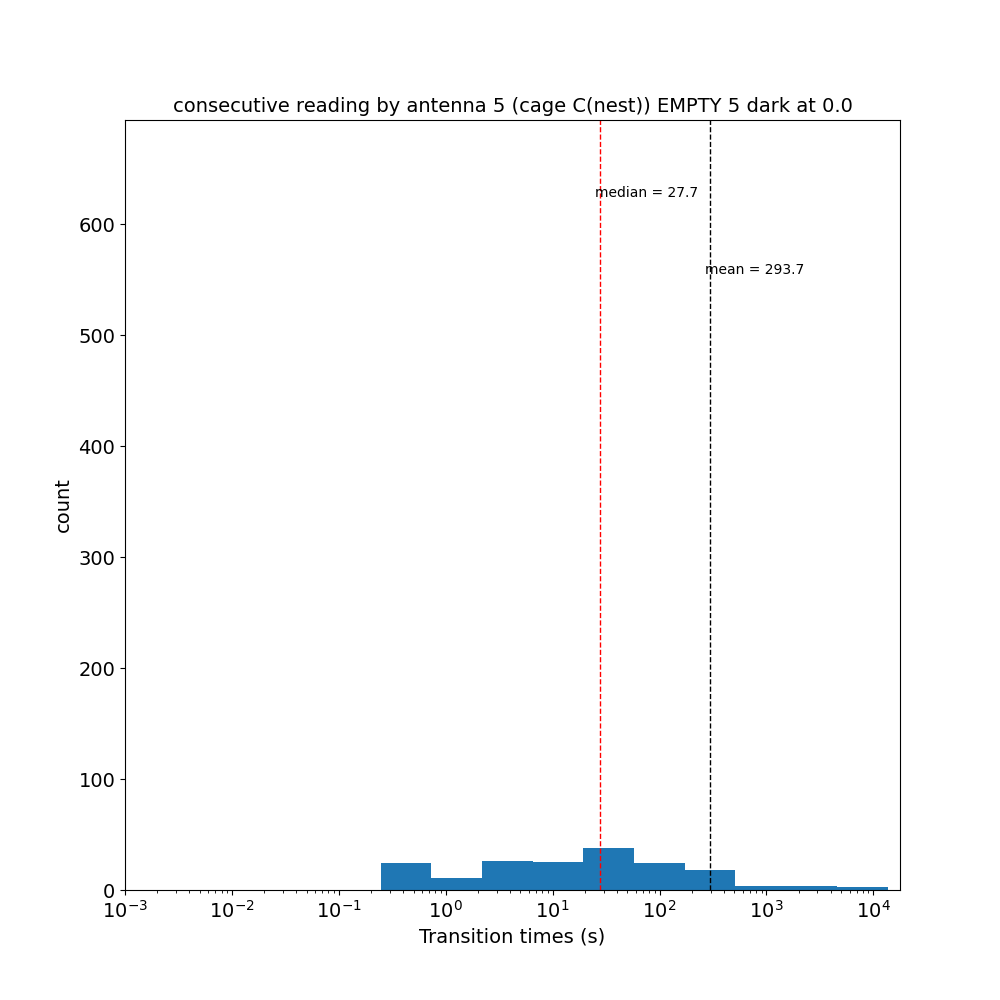 consecutive reading by antenna 5 (cage C(nest)) EMPTY 5 dark at 0.0
median = 27.7
mean = 293.7
600
500
400
300
200
100
0
count
10⁻³ 10⁻² 10⁻¹ 10⁰ 10¹ 10² 10³ 10⁴
Transition times (s)